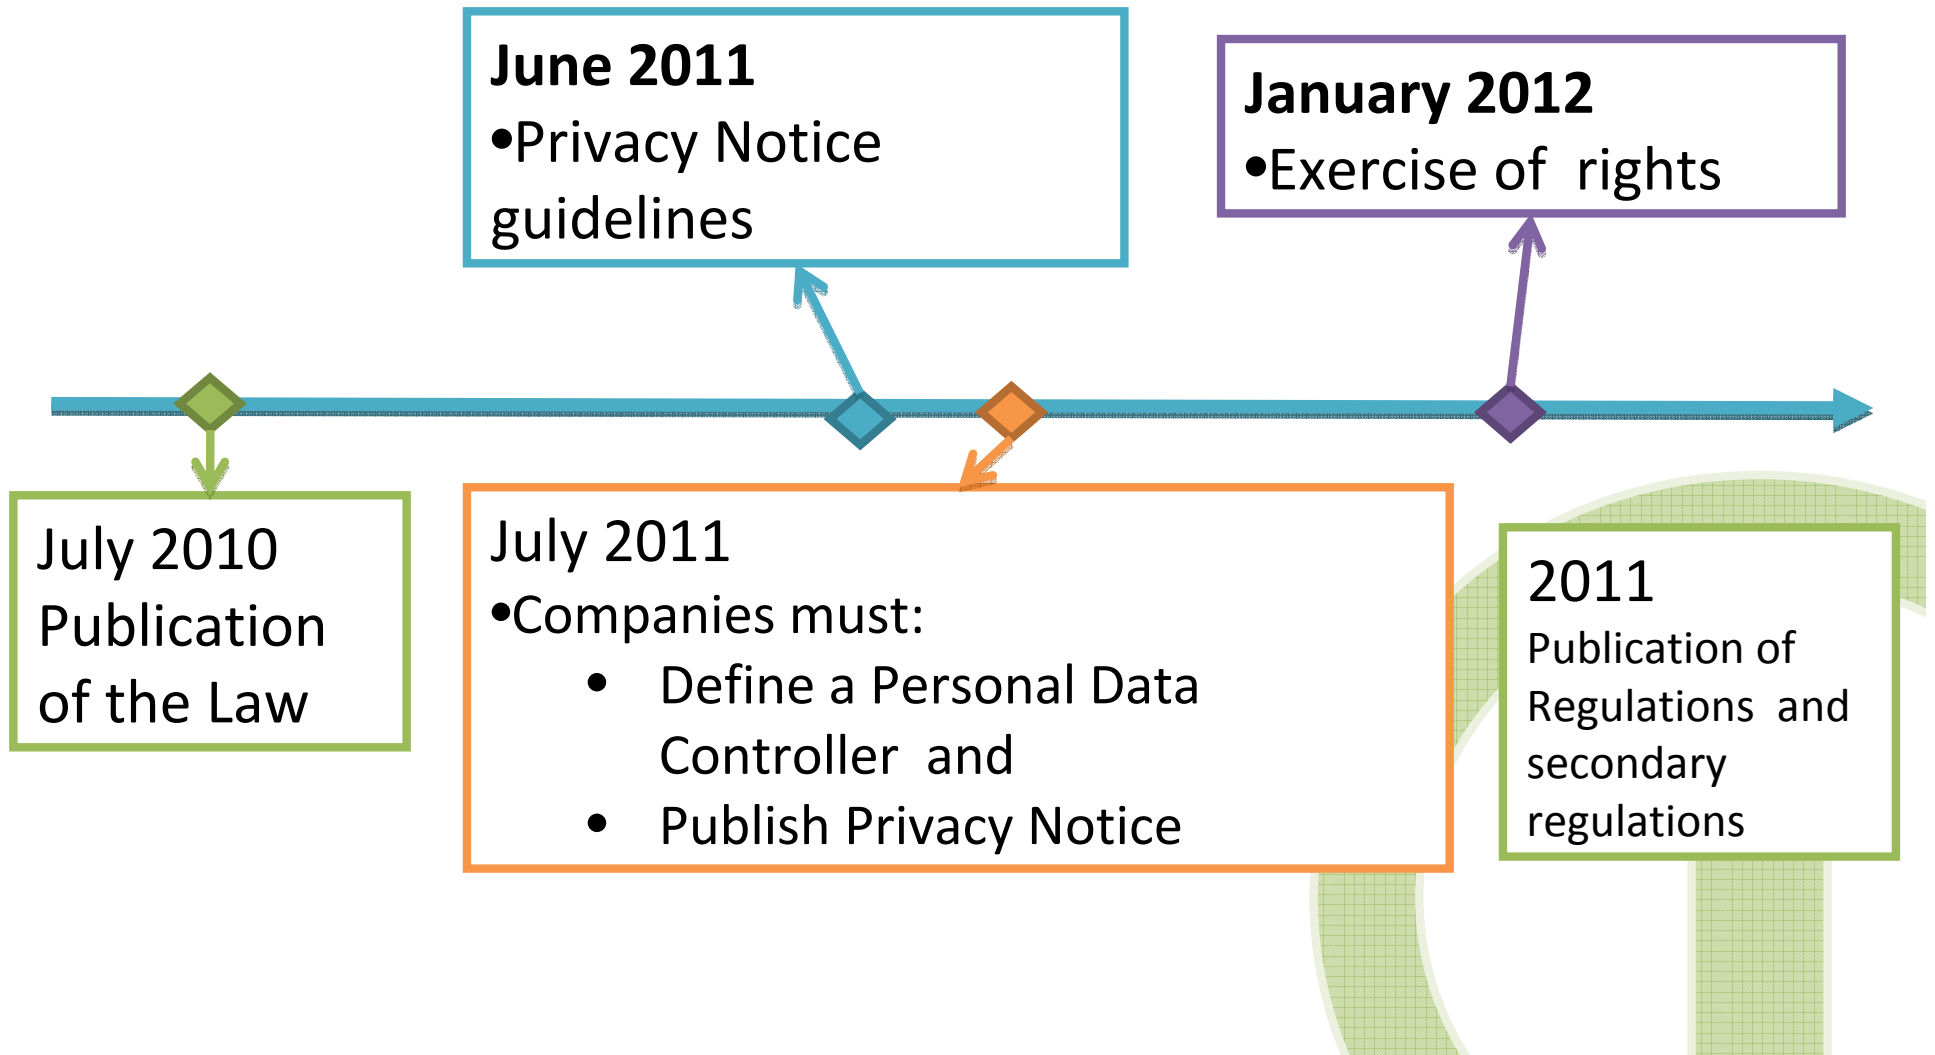 June 2011
•Privacy Notice
guidelines
January 2012
•Exercise of  rights
July 2010
Publication
of the Law
July 2011
•Companies must:
• Define a Personal Data
Controller  and
• Publish Privacy Notice
2011
Publication of
Regulations  and
secondary
regulations